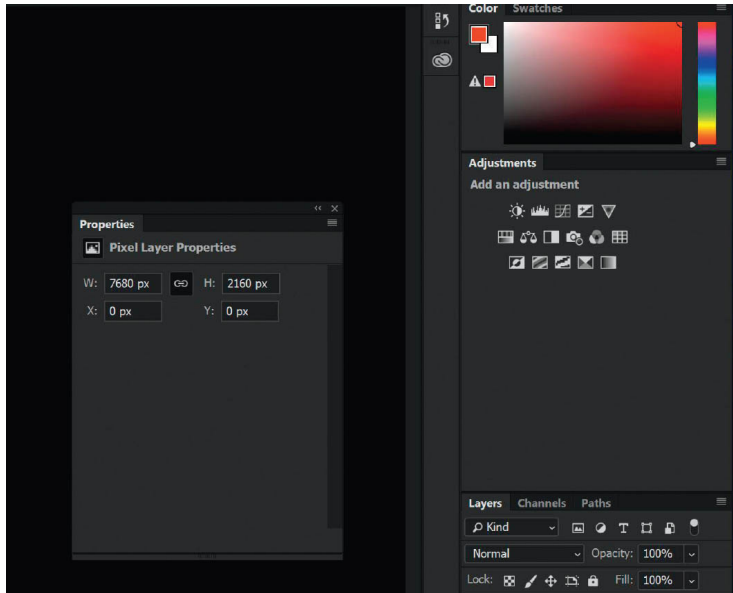 Color Swatches
Adjustments
Add an adjustment
Properties
Pixel Layer Properties
W: 7680 px H: 2160 px
X: 0 px Y: 0 px
Layers Channels Paths
Kind
Normal Opacity: 100%
Lock: Fill: 100%